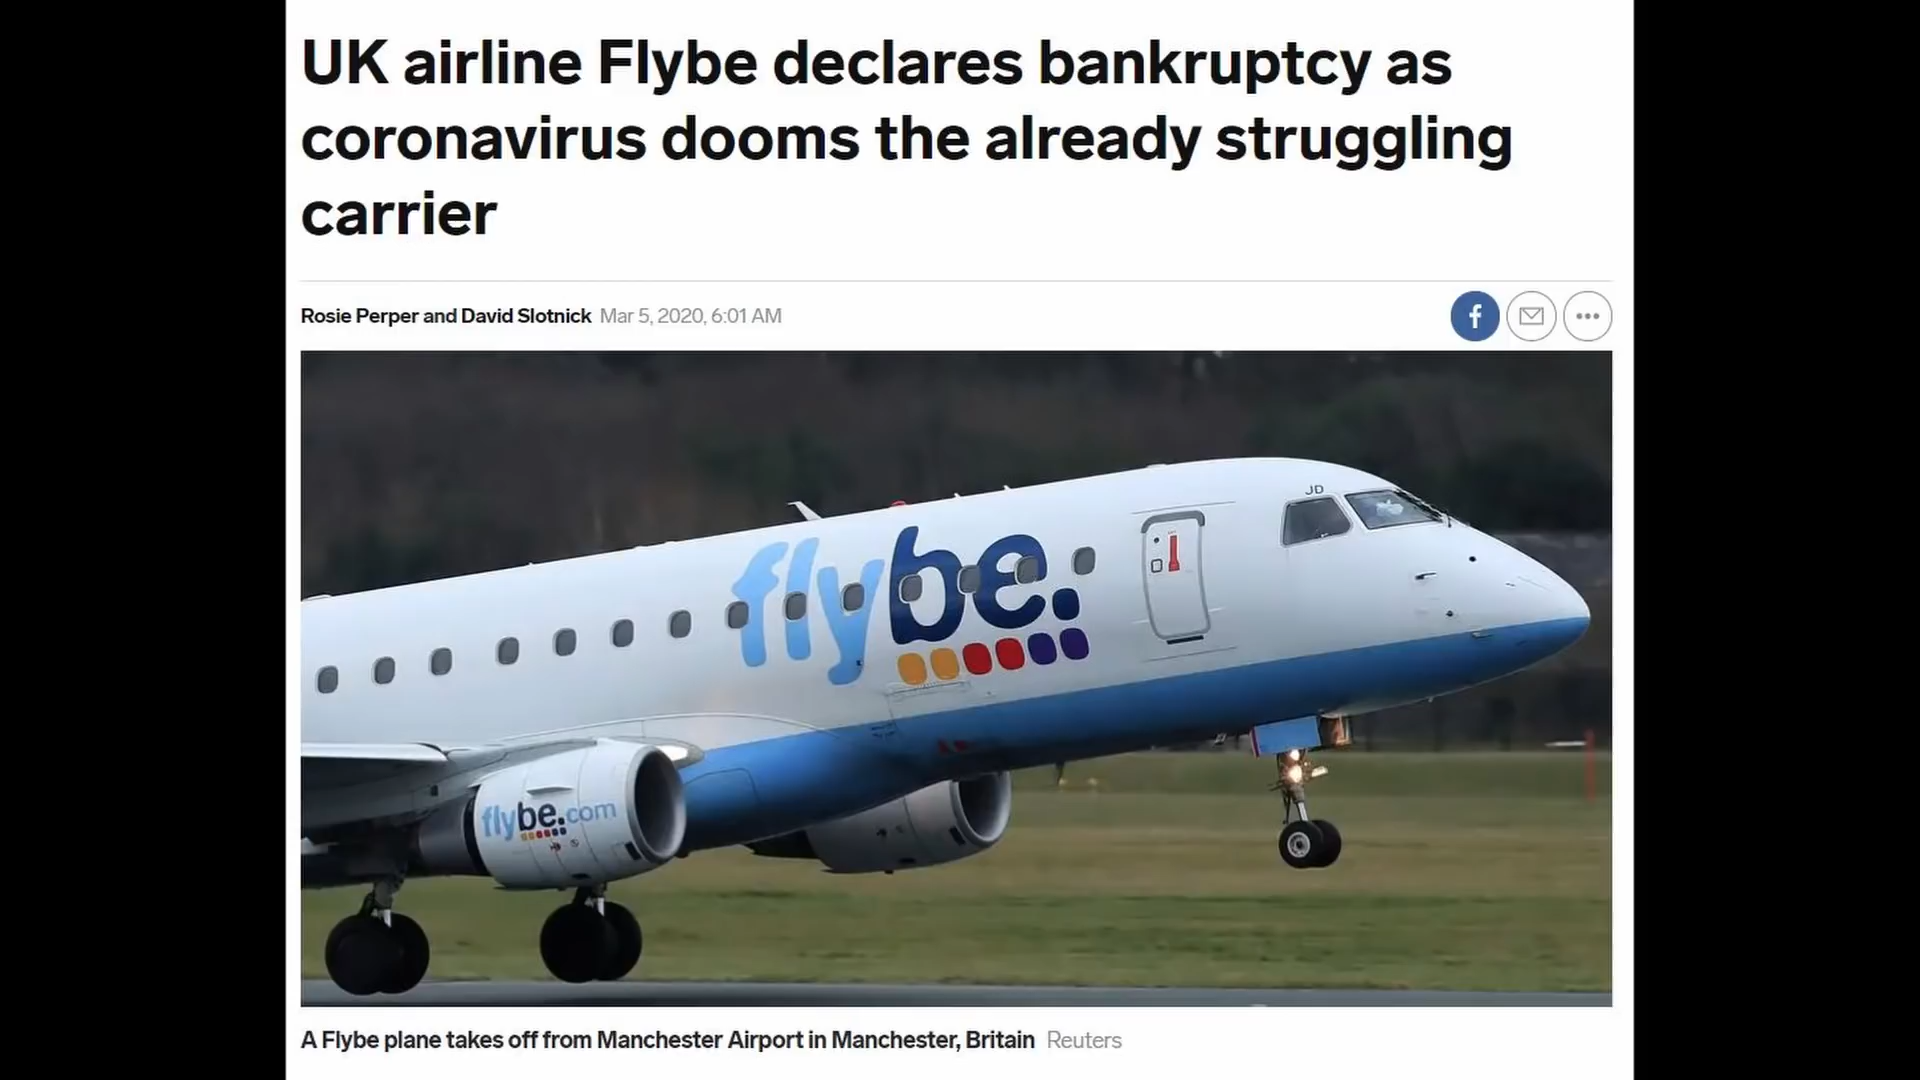 UK airline Flybe declares bankruptcy as
coronavirus dooms the already struggling
carrier
Rosie Perper and David Slotnick Mar 5, 2020, 6:01 AM
f
JD
flybe.
flybe.com
A Flybe plane takes off from Manchester Airport in Manchester, Britain Reuters